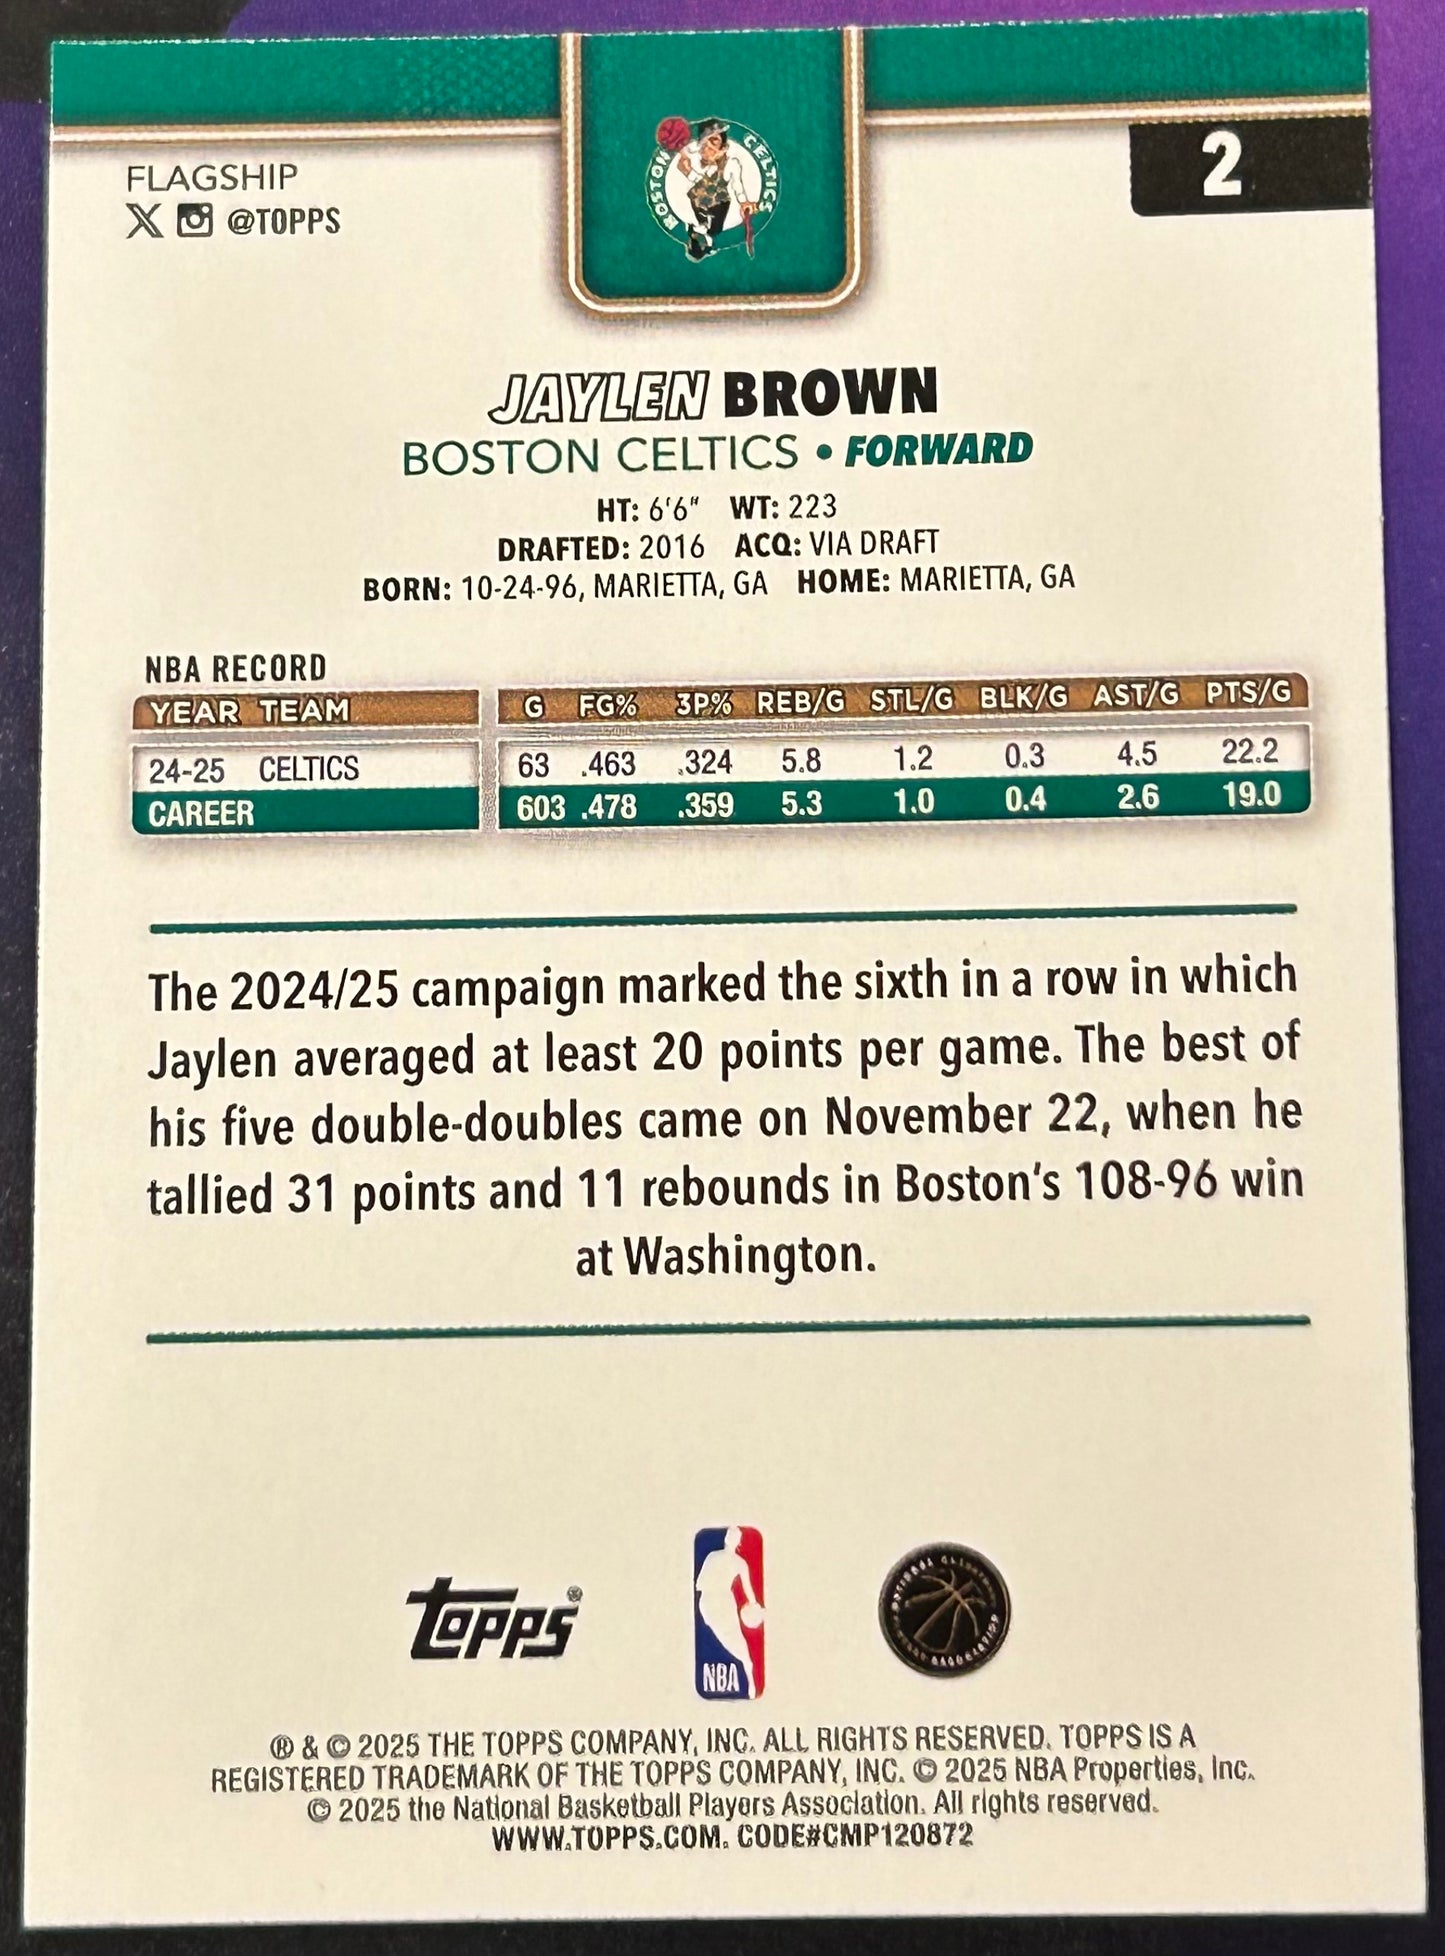 2
FLAGSHIP
@TOPPS
BOSTON CELTICS
JAYLEN BROWN
BOSTON CELTICS • FORWARD
HT: 6'6" WT: 223
DRAFTED: 2016 ACQ: VIA DRAFT
BORN: 10-24-96, MARIETTA, GA HOME: MARIETTA, GA
NBA RECORD
YEAR TEAM G FG% 3P% REB/G STL/G BLK/G AST/G PTS/G
24-25 CELTICS 63 .463 .324 5.8 1.2 0.3 4.5 22.2
CAREER 603 .478 .359 5.3 1.0 0.4 2.6 19.0
The 2024/25 campaign marked the sixth in a row in which
Jaylen averaged at least 20 points per game. The best of
his five double-doubles came on November 22, when he
tallied 31 points and 11 rebounds in Boston's 108-96 win
at Washington.
Topps®
NBA
® & © 2025 THE TOPPS COMPANY, INC. ALL RIGHTS RESERVED. TOPPS IS A
REGISTERED TRADEMARK OF THE TOPPS COMPANY, INC. © 2025 NBA Properties, Inc.
© 2025 the National Basketball Players Association. All rights reserved.
WWW.TOPPS.COM. CODE#CMP120872